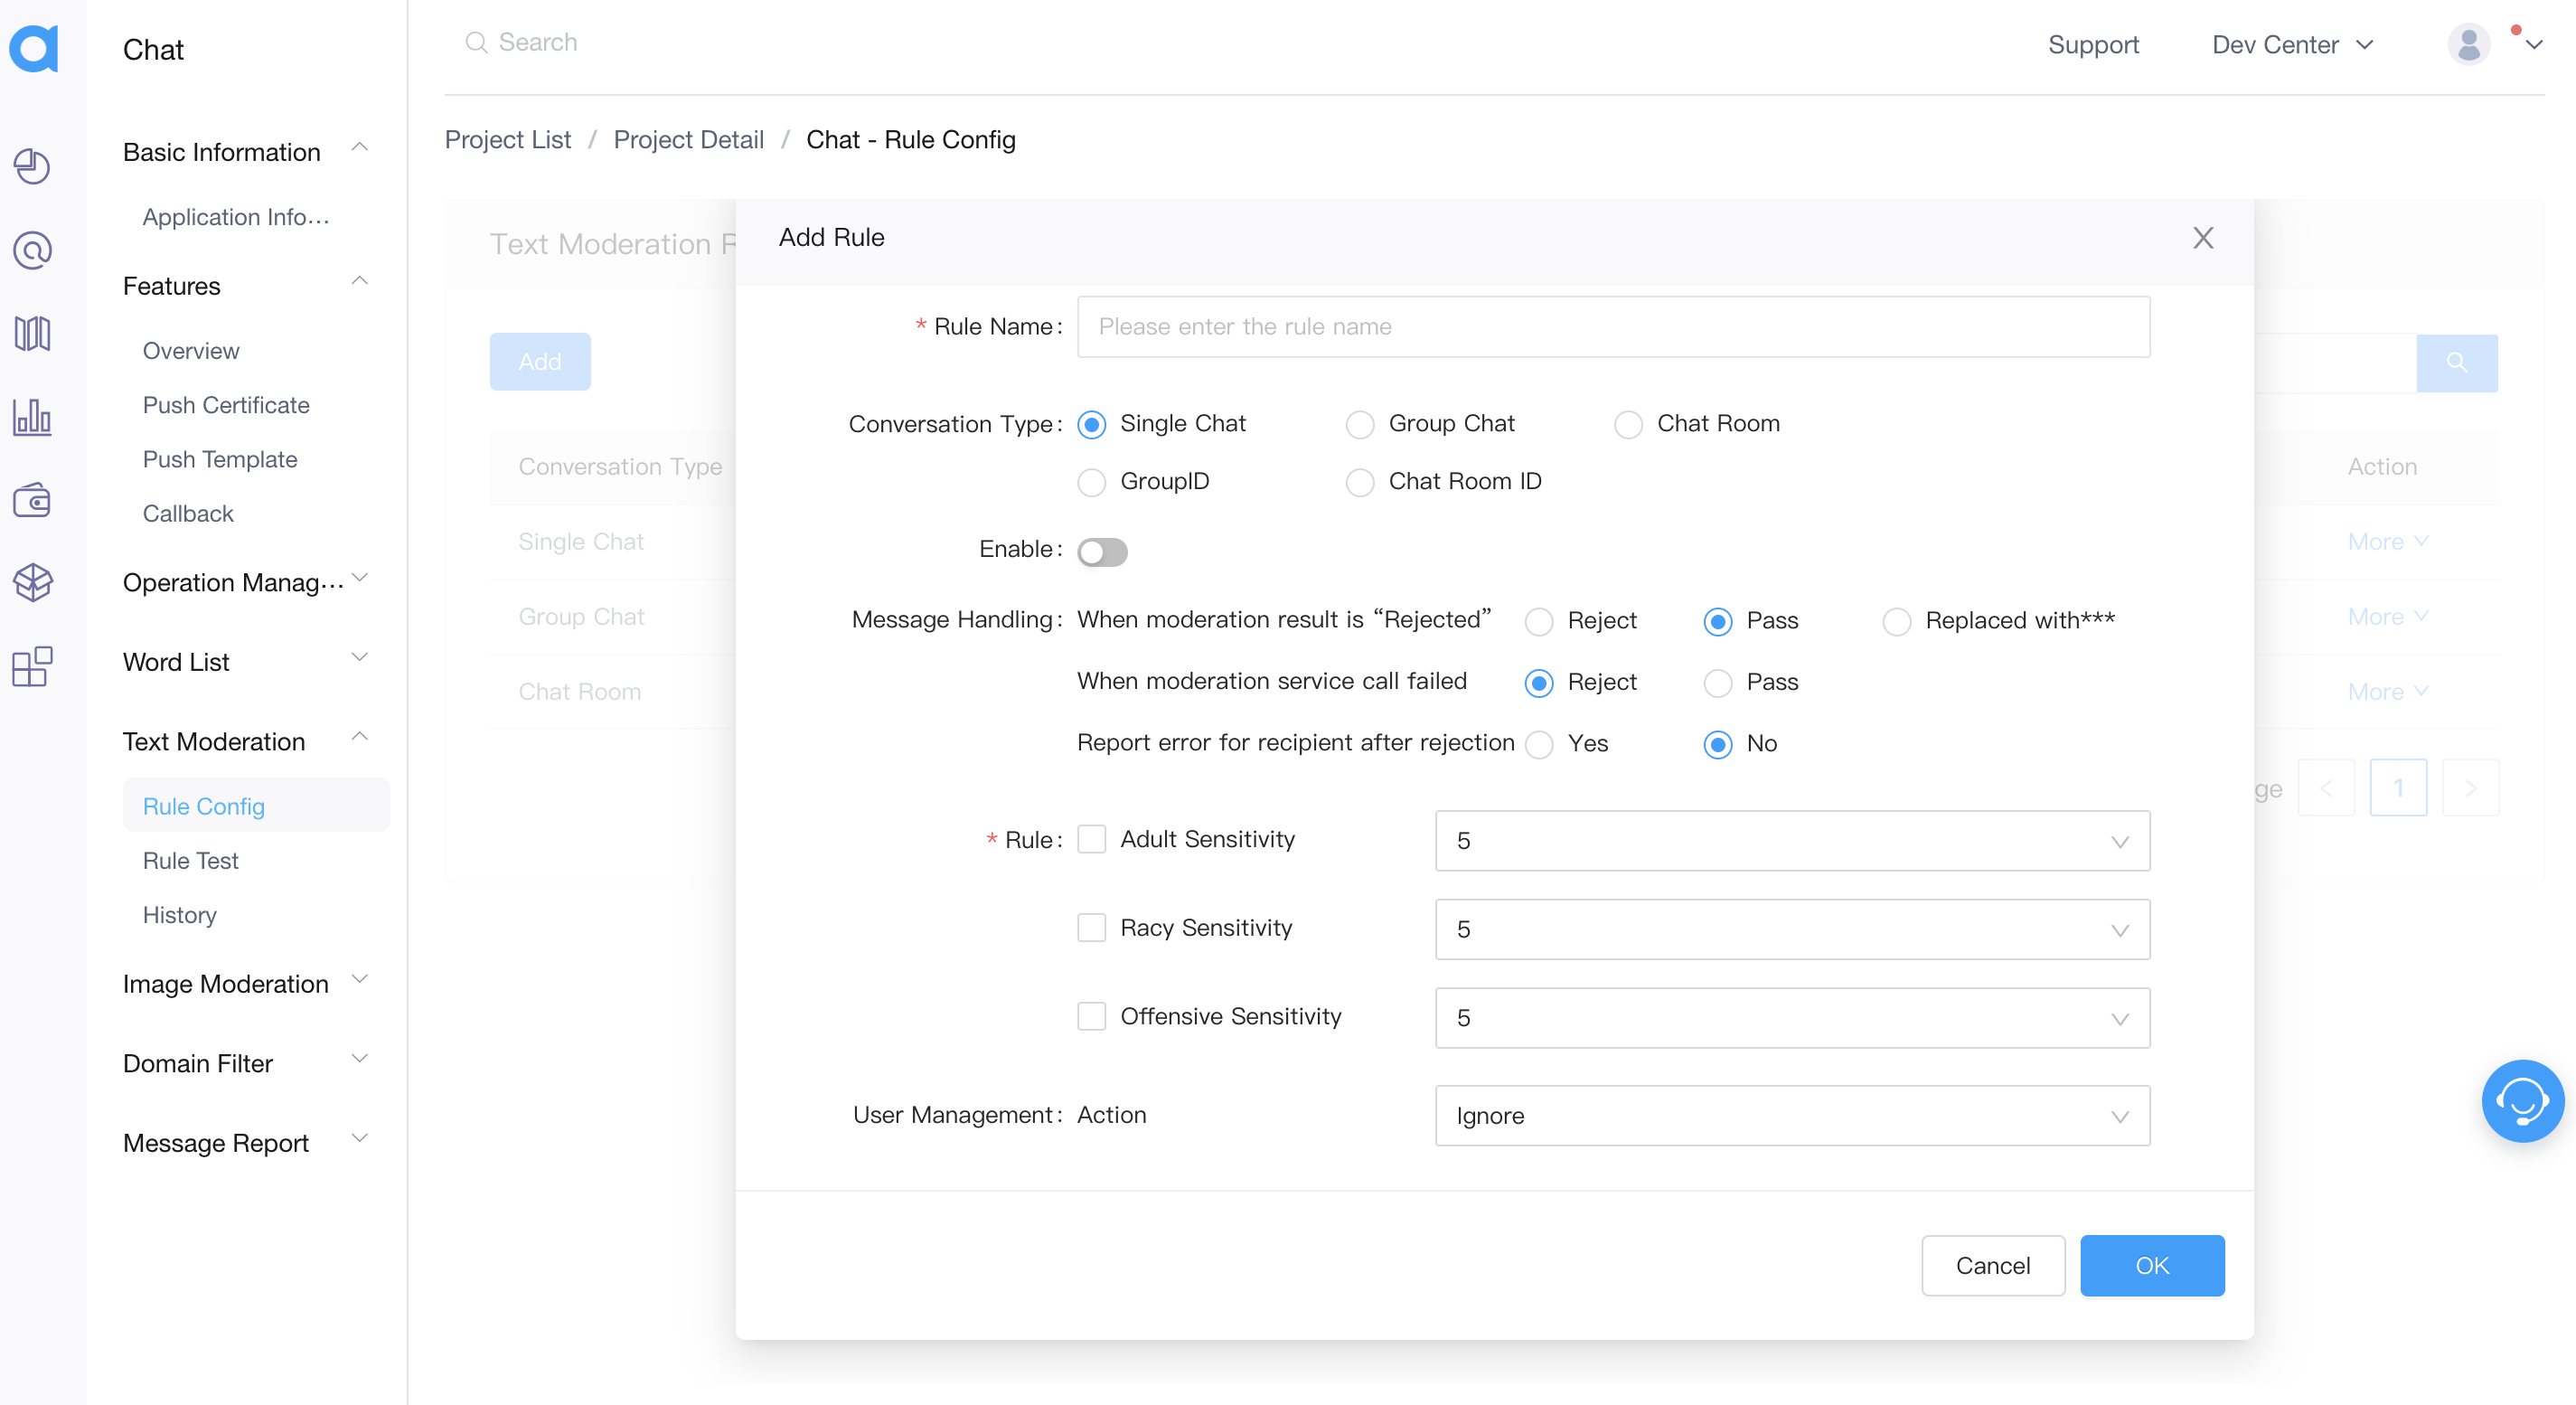 Chat
Search
Support
Dev Center
Project List / Project Detail / Chat - Rule Config
Basic Information
Application Info...
Features
Overview
Push Certificate
Push Template
Callback
Operation Manag...
Word List
Text Moderation
Rule Config
Rule Test
History
Image Moderation
Domain Filter
Message Report
Text Moderation R
Add
Conversation Type
Action
Single Chat
More
Group Chat
More
Chat Room
More
ge
1
Add Rule
* Rule Name:
Please enter the rule name
Conversation Type:
Single Chat
Group Chat
Chat Room
GroupID
Chat Room ID
Enable:
Message Handling:
When moderation result is “Rejected”
Reject
Pass
Replaced with***
When moderation service call failed
Reject
Pass
Report error for recipient after rejection
Yes
No
* Rule:
Adult Sensitivity
5
Racy Sensitivity
5
Offensive Sensitivity
5
User Management:
Action
Ignore
Cancel
OK